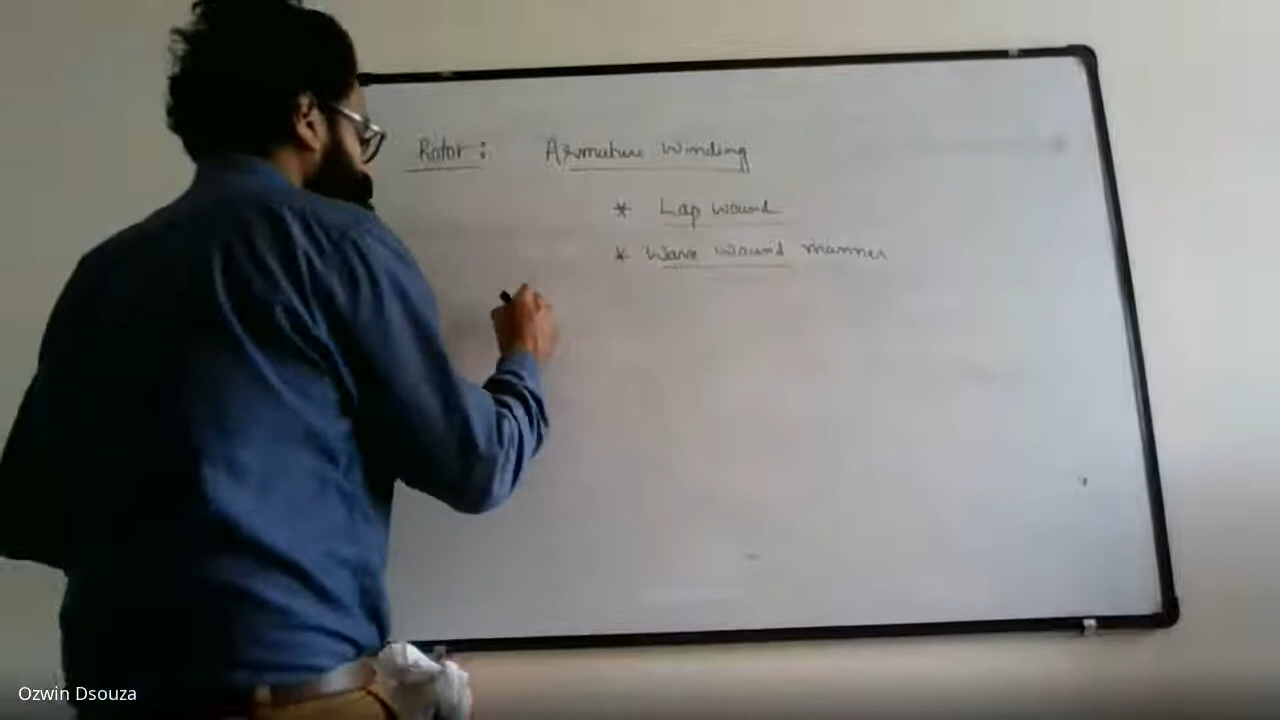 Rotor: Armature Winding
* Lap wound
* Wave wound manner
Ozwin Dsouza